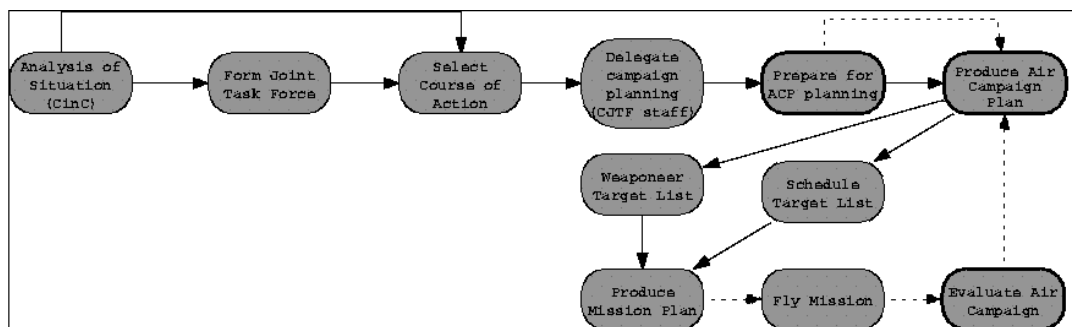 Analysis of
Situation
(CinC)
Form Joint
Task Force
Select
Course of
Action
Delegate
campaign
planning
(CJTF staff)
Prepare for
ACP planning
Produce Air
Campaign
Plan
Weaponeer
Target List
Schedule
Target List
Produce
Mission Plan
Fly Mission
Evaluate Air
Campaign